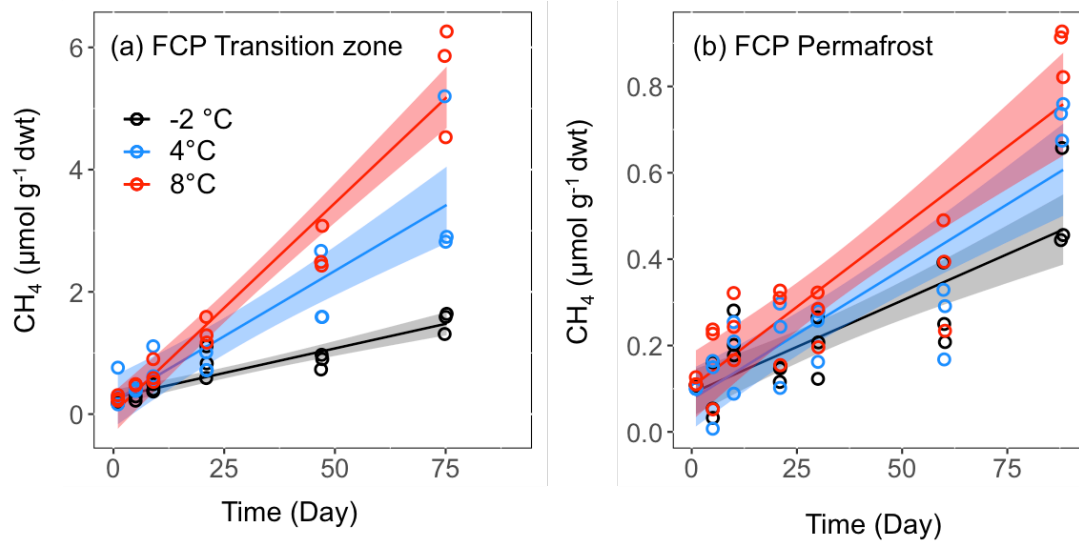 (a) FCP Transition zone
-2 °C
4°C
8°C
CH₄ (µmol g⁻¹ dwt)
6
4
2
0
0 25 50 75
Time (Day)
(b) FCP Permafrost
CH₄ (µmol g⁻¹ dwt)
0.8
0.6
0.4
0.2
0.0
0 25 50 75
Time (Day)